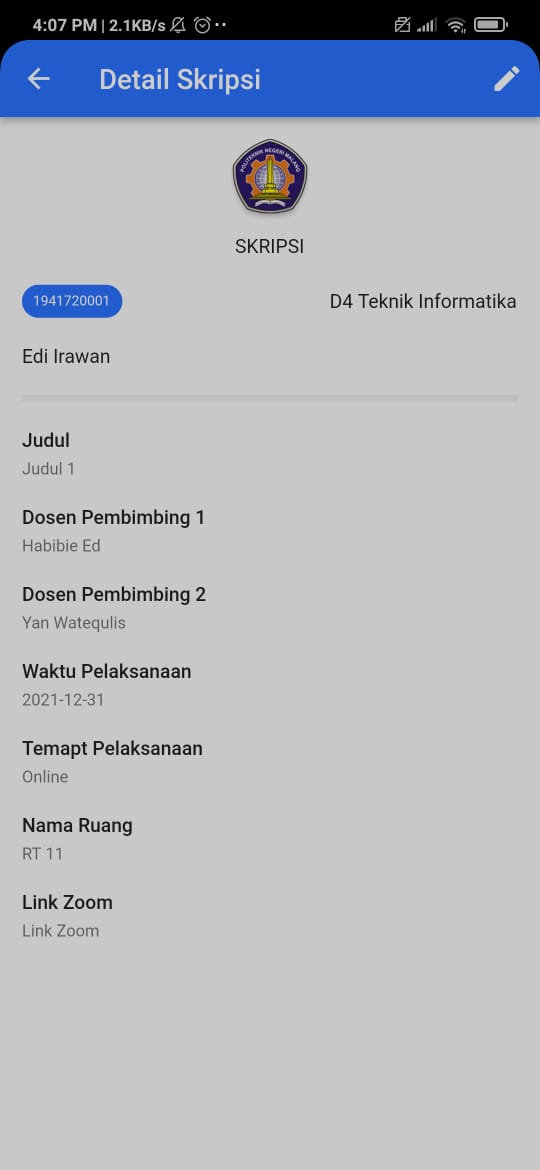 4:07 PM | 2.1KB/s
Detail Skripsi
POLITEKNIK NEGERI MALANG
SKRIPSI
1941720001
D4 Teknik Informatika
Edi Irawan
Judul
Judul 1
Dosen Pembimbing 1
Habibie Ed
Dosen Pembimbing 2
Yan Watequlis
Waktu Pelaksanaan
2021-12-31
Temapt Pelaksanaan
Online
Nama Ruang
RT 11
Link Zoom
Link Zoom